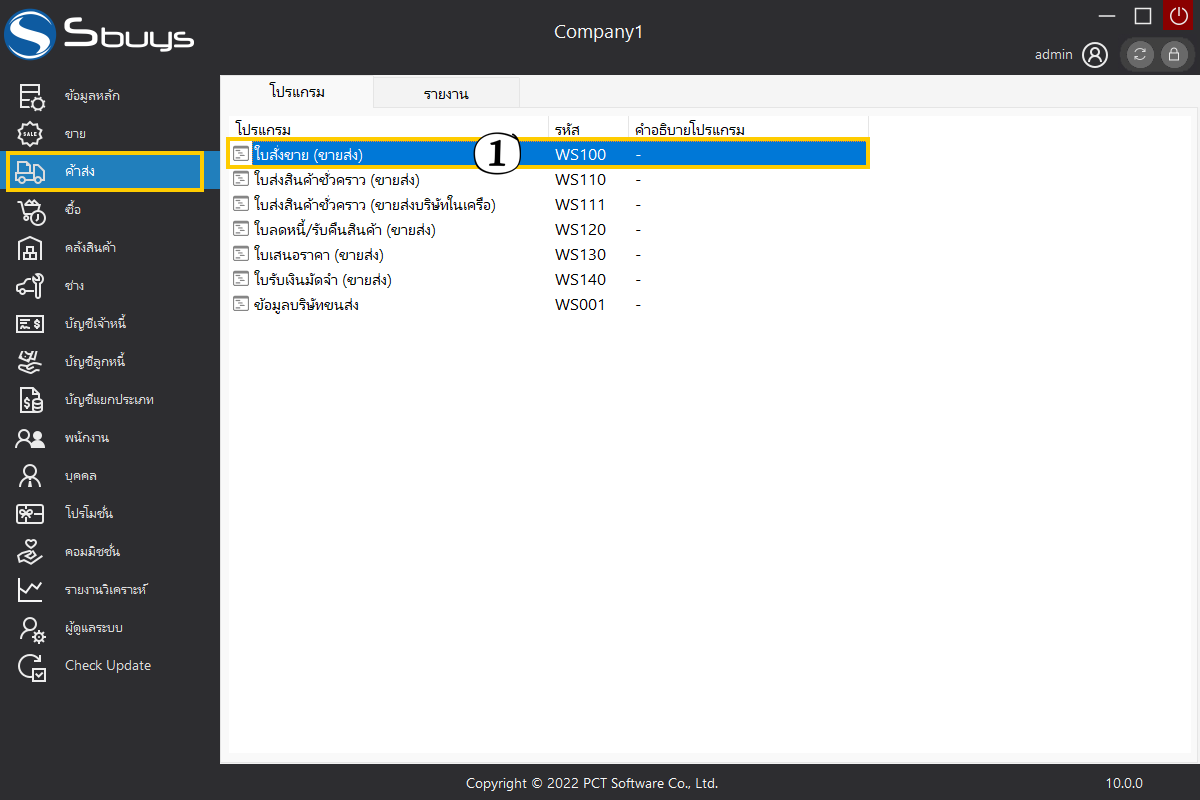 Sbuys
Company1
admin
ข้อมูลหลัก
ขาย
SALE
ค้าส่ง
ซื้อ
คลังสินค้า
ช่าง
บัญชีเจ้าหนี้
บัญชีลูกหนี้
บัญชีแยกประเภท
พนักงาน
บุคคล
โปรโมชั่น
คอมมิชชั่น
รายงานวิเคราะห์
ผู้ดูแลระบบ
Check Update
โปรแกรม รายงาน
โปรแกรม รหัส คำอธิบายโปรแกรม
ใบสั่งขาย (ขายส่ง) 1 WS100 -
ใบส่งสินค้าชั่วคราว (ขายส่ง) WS110 -
ใบส่งสินค้าชั่วคราว (ขายส่งบริษัทในเครือ) WS111 -
ใบลดหนี้/รับคืนสินค้า (ขายส่ง) WS120 -
ใบเสนอราคา (ขายส่ง) WS130 -
ใบรับเงินมัดจำ (ขายส่ง) WS140 -
ข้อมูลบริษัทขนส่ง WS001 -
Copyright © 2022 PCT Software Co., Ltd.
10.0.0